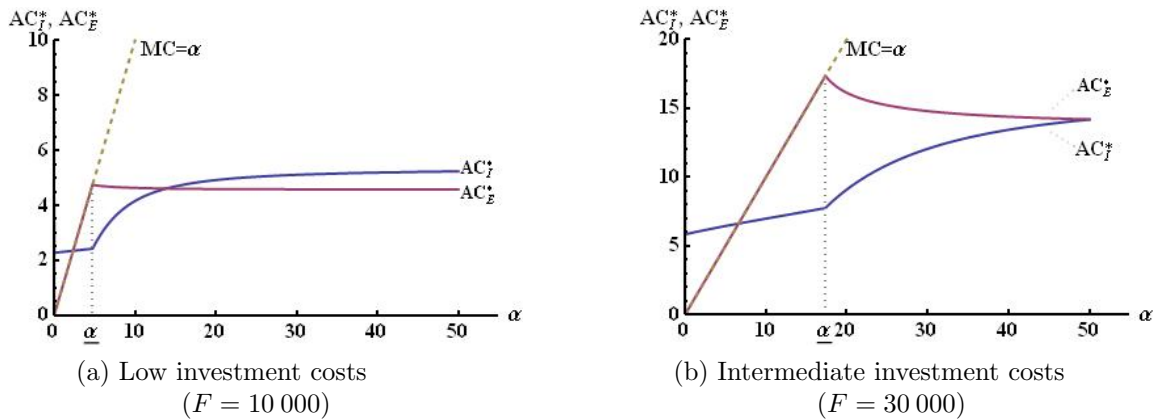 AC*_I, AC*_E
10
8
6
4
2
0
MC=α
AC*_I
AC*_E
0 α 10 20 30 40 50 α
(a) Low investment costs
(F = 10 000)
AC*_I, AC*_E
20
15
10
5
0
MC=α
AC*_E
AC*_I
0 10 α 20 30 40 50 α
(b) Intermediate investment costs
(F = 30 000)